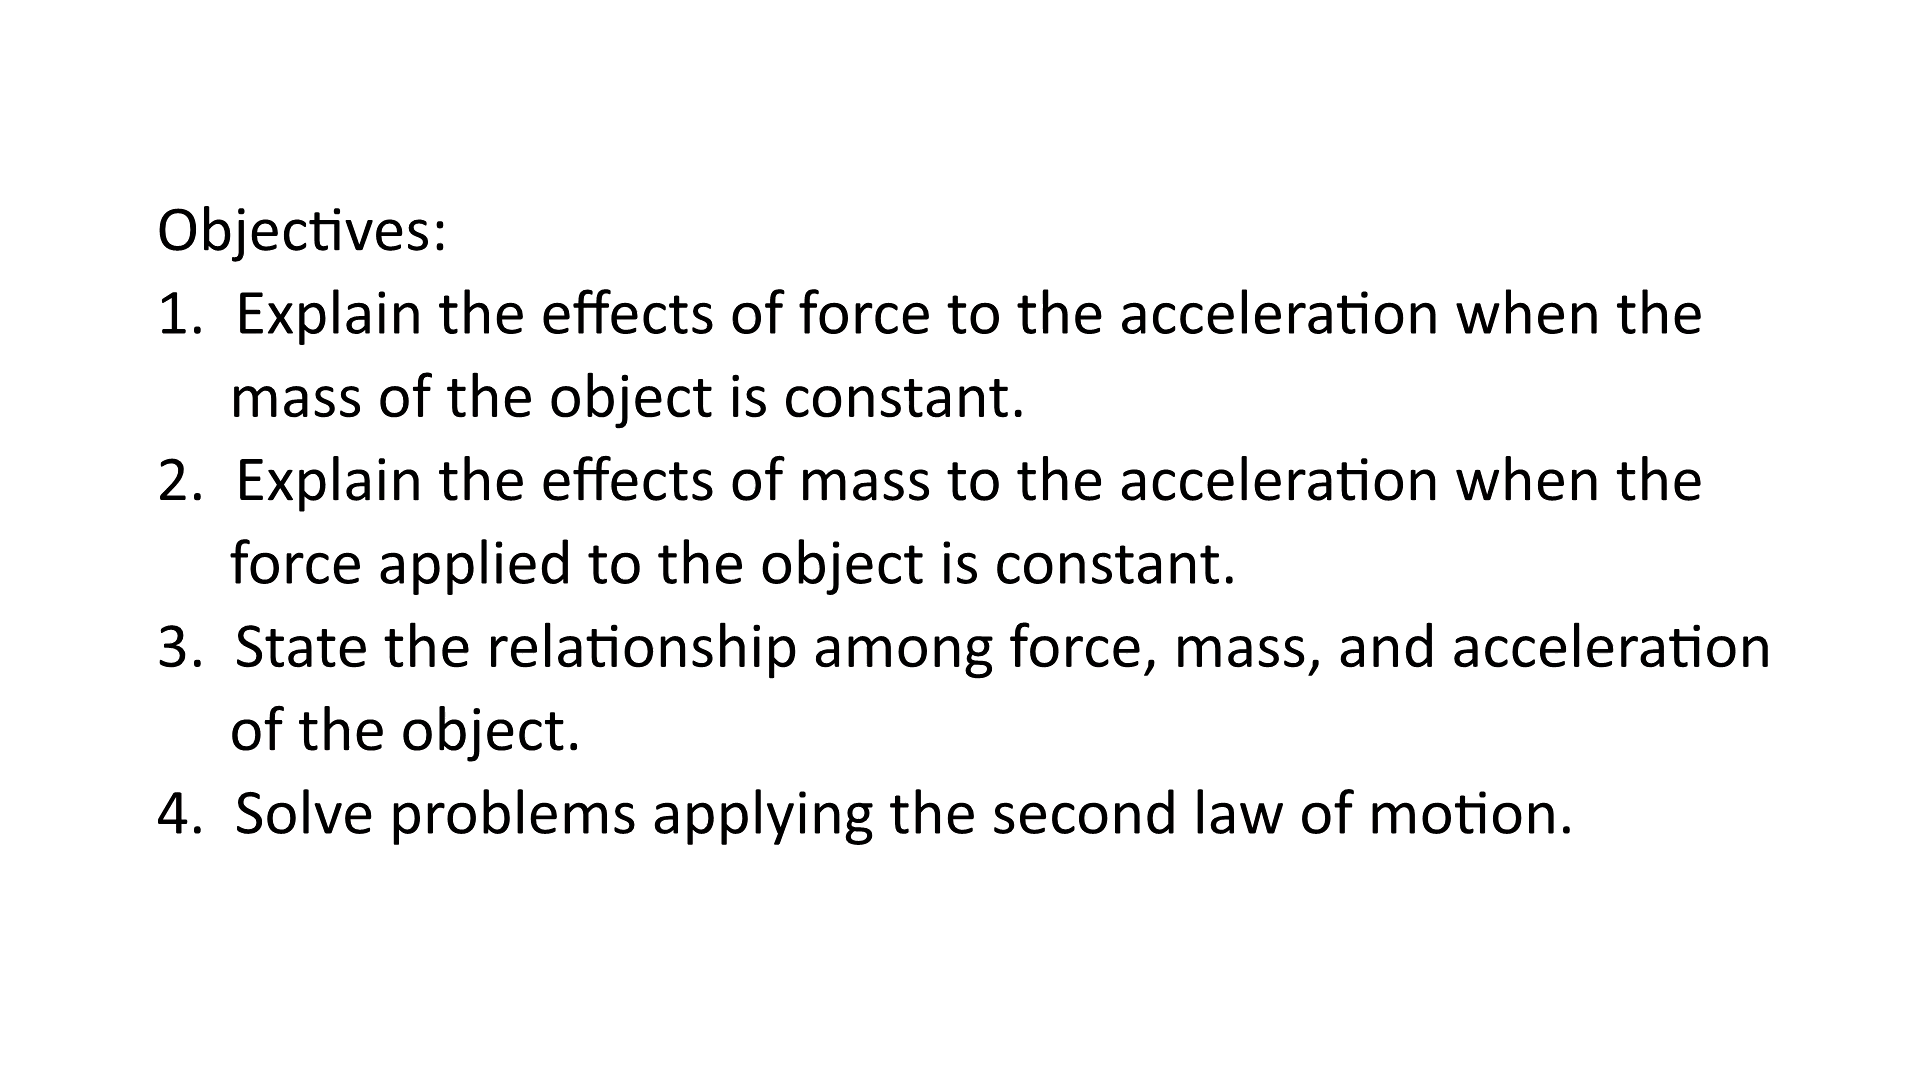 Objectives:
1. Explain the effects of force to the acceleration when the
mass of the object is constant.
2. Explain the effects of mass to the acceleration when the
force applied to the object is constant.
3. State the relationship among force, mass, and acceleration
of the object.
4. Solve problems applying the second law of motion.